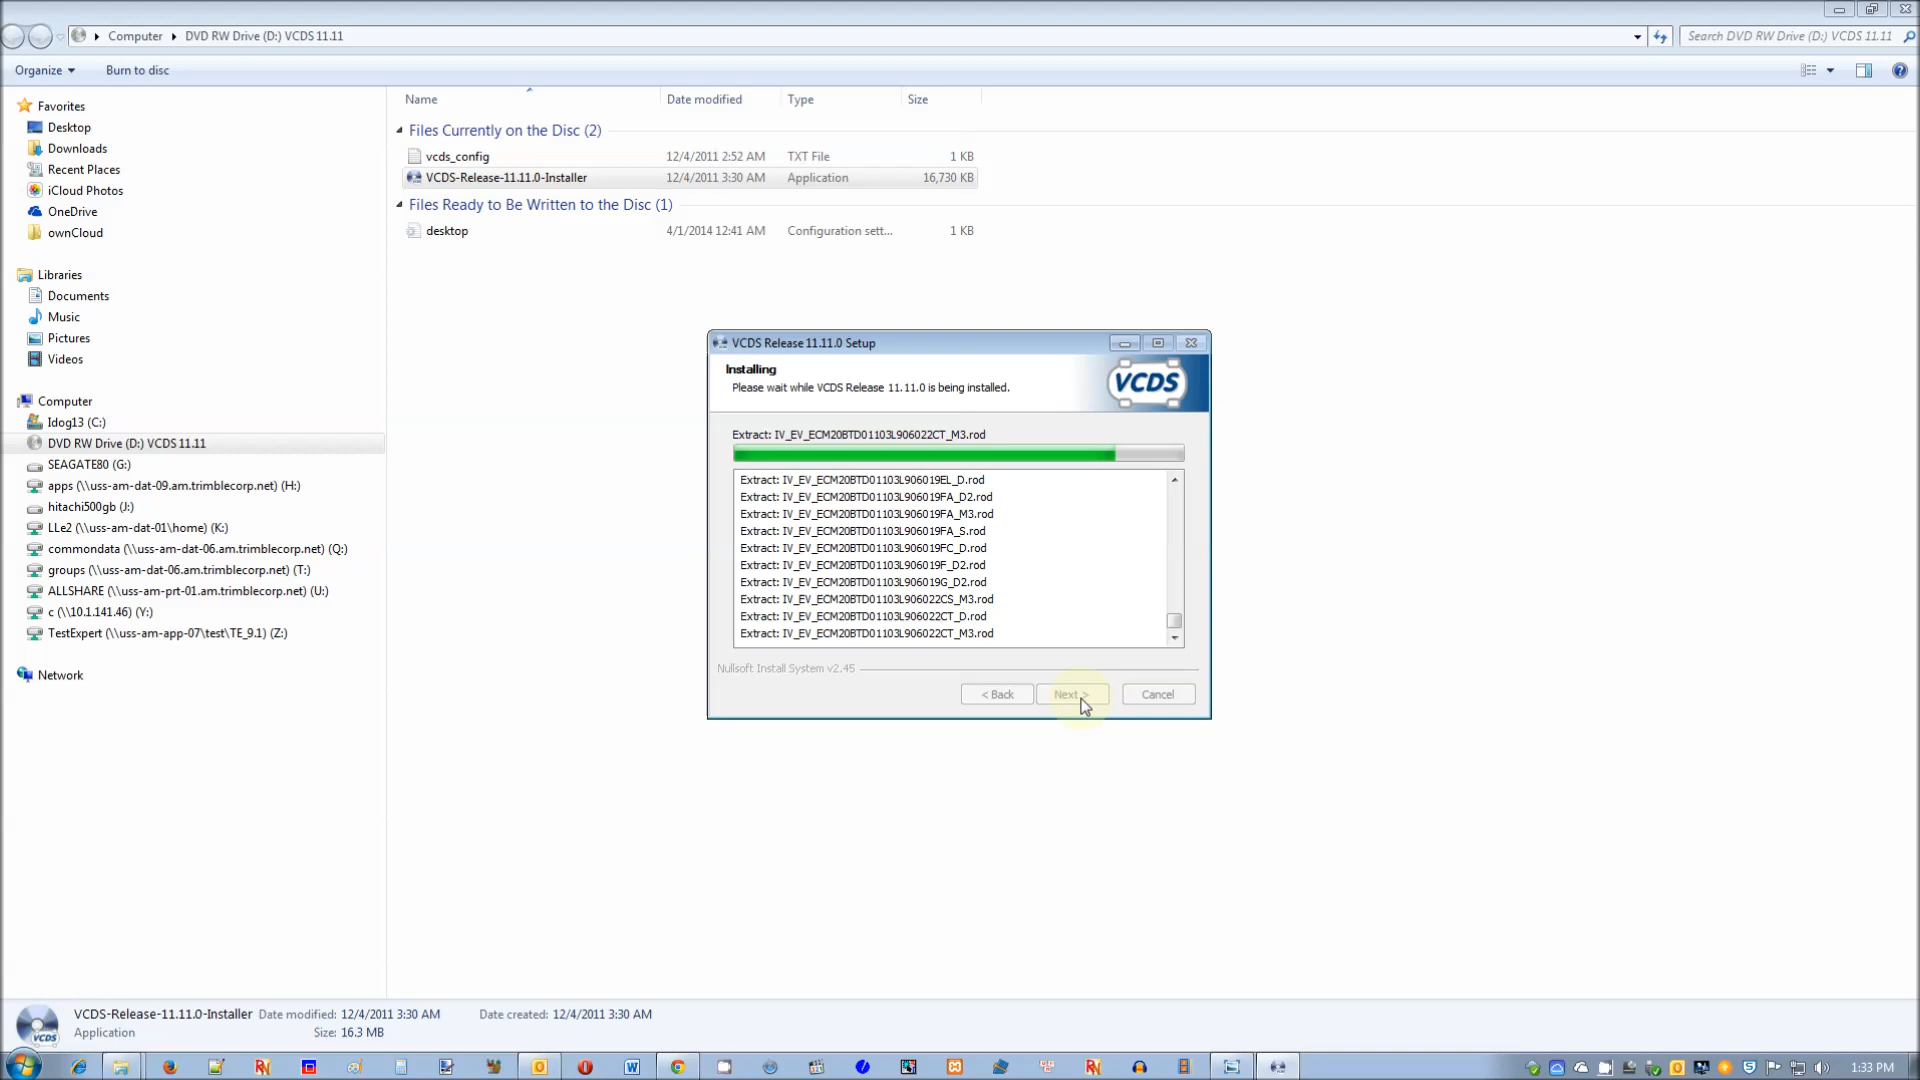 Computer ▸ DVD RW Drive (D:) VCDS 11.11
Search DVD RW Drive (D:) VCDS 11.11
Organize
Burn to disc
Name Date modified Type Size
Favorites
Desktop
Downloads
Recent Places
iCloud Photos
OneDrive
ownCloud
Libraries
Documents
Music
Pictures
Videos
Computer
Idog13 (C:)
DVD RW Drive (D:) VCDS 11.11
SEAGATE80 (G:)
apps (\\uss-am-dat-09.am.trimblecorp.net) (H:)
hitachi500gb (J:)
LLe2 (\\uss-am-dat-01\home) (K:)
commondata (\\uss-am-dat-06.am.trimblecorp.net) (Q:)
groups (\\uss-am-dat-06.am.trimblecorp.net) (T:)
ALLSHARE (\\uss-am-prt-01.am.trimblecorp.net) (U:)
c (\\10.1.141.46) (Y:)
TestExpert (\\uss-am-app-07\test\TE_9.1) (Z:)
Network
Files Currently on the Disc (2)
vcds_config 12/4/2011 2:52 AM TXT File 1 KB
VCDS-Release-11.11.0-Installer 12/4/2011 3:30 AM Application 16,730 KB
Files Ready to Be Written to the Disc (1)
desktop 4/1/2014 12:41 AM Configuration sett... 1 KB
VCDS Release 11.11.0 Setup
Installing
Please wait while VCDS Release 11.11.0 is being installed.
VCDS
Extract: IV_EV_ECM20BTD01103L906022CT_M3.rod
Extract: IV_EV_ECM20BTD01103L906019EL_D.rod
Extract: IV_EV_ECM20BTD01103L906019FA_D2.rod
Extract: IV_EV_ECM20BTD01103L906019FA_M3.rod
Extract: IV_EV_ECM20BTD01103L906019FA_S.rod
Extract: IV_EV_ECM20BTD01103L906019FC_D.rod
Extract: IV_EV_ECM20BTD01103L906019F_D2.rod
Extract: IV_EV_ECM20BTD01103L906019G_D2.rod
Extract: IV_EV_ECM20BTD01103L906022CS_M3.rod
Extract: IV_EV_ECM20BTD01103L906022CT_D.rod
Extract: IV_EV_ECM20BTD01103L906022CT_M3.rod
Nullsoft Install System v2.45
< Back Next > Cancel
VCDS
VCDS-Release-11.11.0-Installer Date modified: 12/4/2011 3:30 AM Date created: 12/4/2011 3:30 AM
Application Size: 16.3 MB
1:33 PM